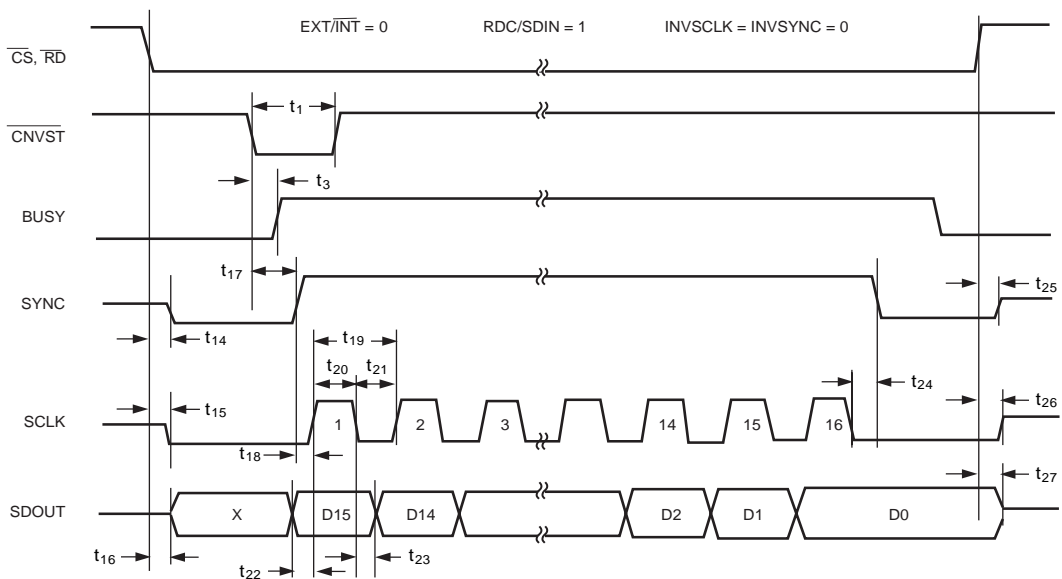 EXT/INT = 0 RDC/SDIN = 1 INVSCLK = INVSYNC = 0
CS, RD
t1
CNVST
t3
BUSY
t17
SYNC
t25
t14
t19
t20 t21
t24
t15
t26
SCLK
1 2 3 14 15 16
t18
t27
SDOUT
X D15 D14 D2 D1 D0
t16
t22 t23